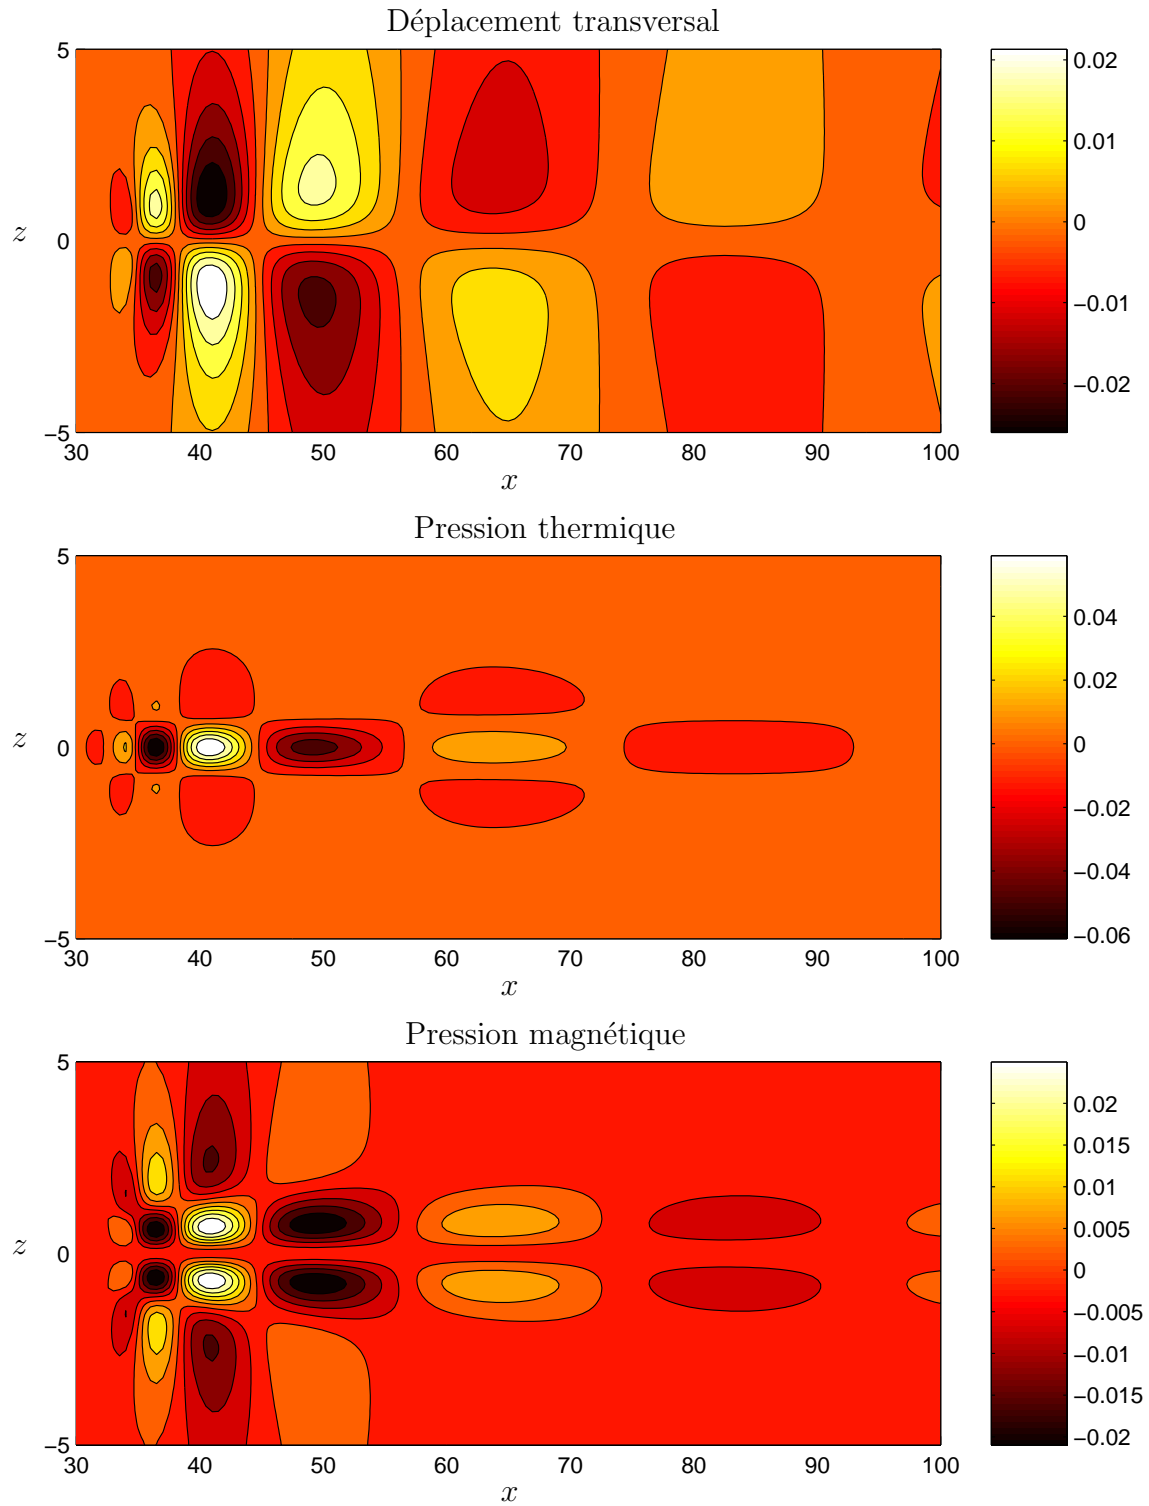 Déplacement transversal
5
0
−5
z
30 40 50 60 70 80 90 100
x
0.02
0.01
0
−0.01
−0.02
Pression thermique
5
0
−5
z
30 40 50 60 70 80 90 100
x
0.04
0.02
0
−0.02
−0.04
−0.06
Pression magnétique
5
0
−5
z
30 40 50 60 70 80 90 100
x
0.02
0.015
0.01
0.005
0
−0.005
−0.01
−0.015
−0.02